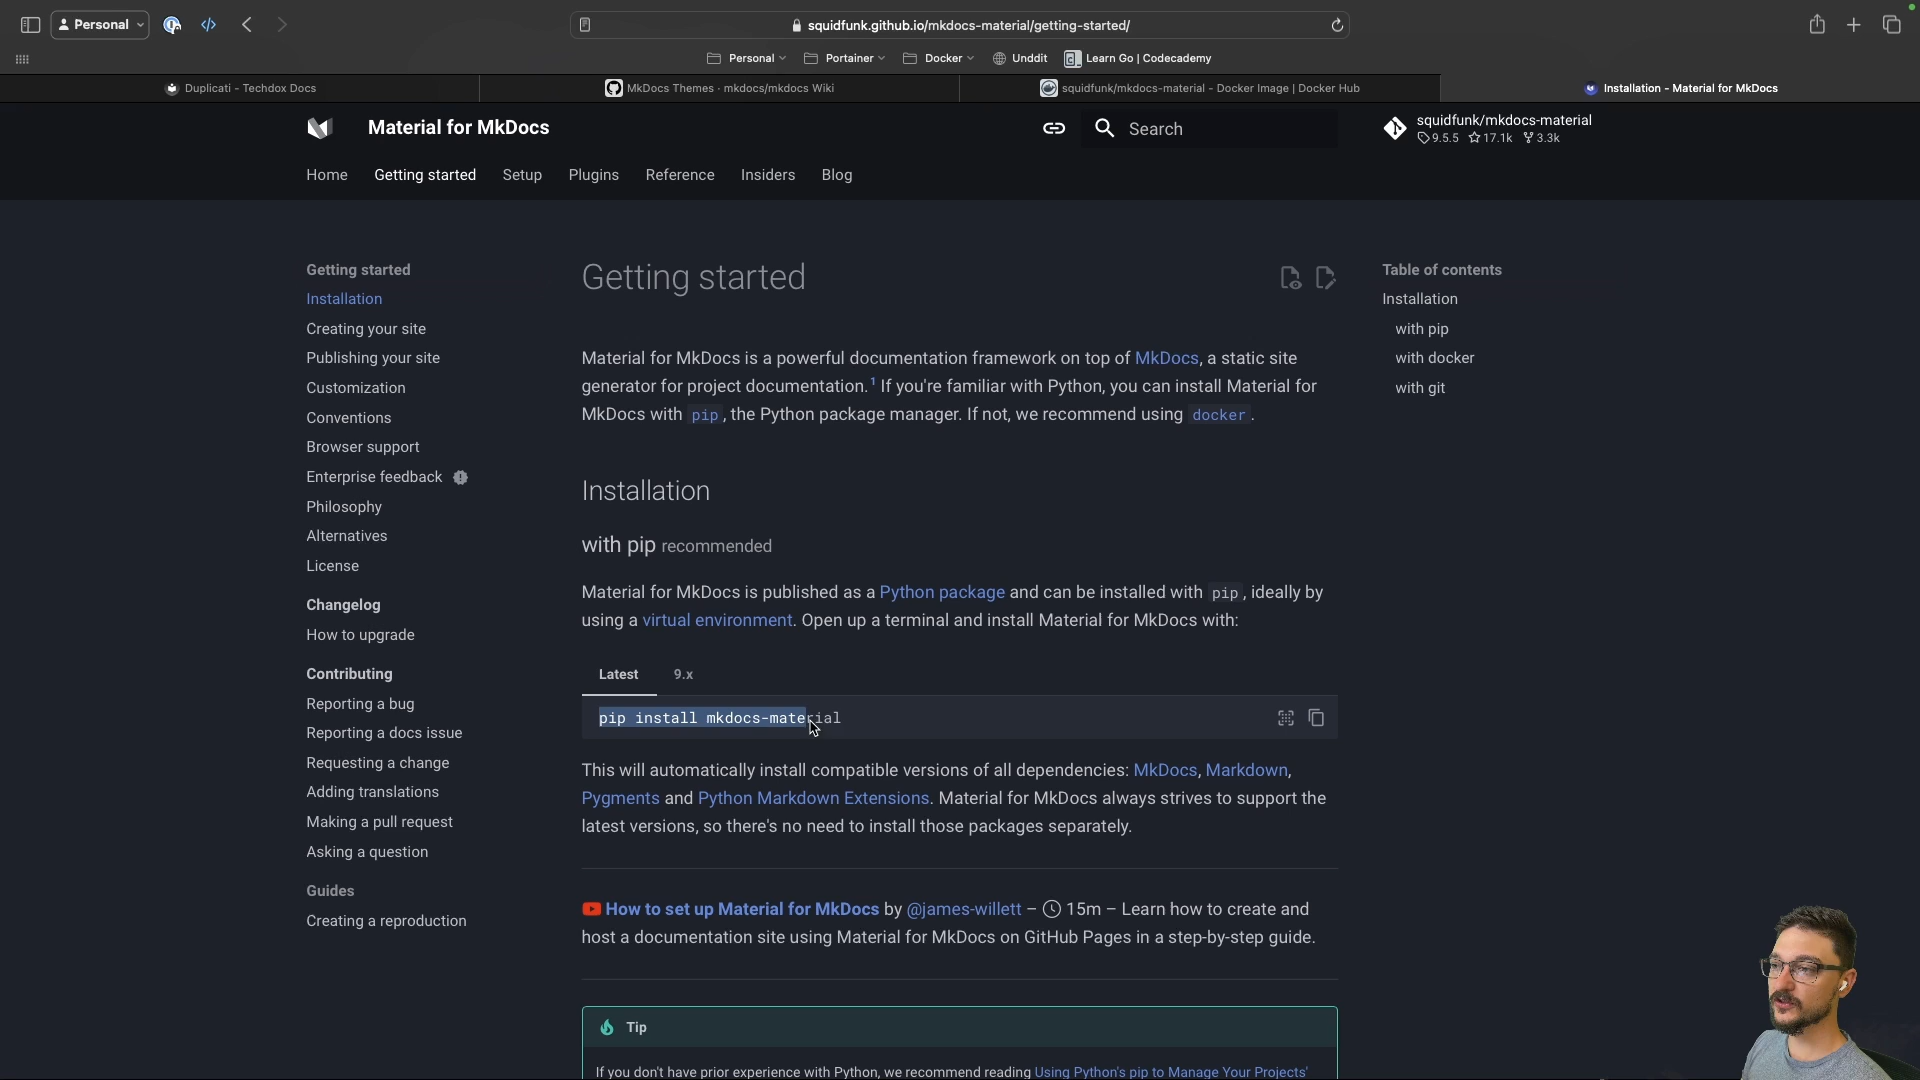 Personal
squidfunk.github.io/mkdocs-material/getting-started/
Personal
Portainer
Docker
Unddit
Learn Go | Codecademy
Duplicati - Techdox Docs
MkDocs Themes · mkdocs/mkdocs Wiki
squidfunk/mkdocs-material - Docker Image | Docker Hub
Installation - Material for MkDocs
Material for MkDocs
Search
squidfunk/mkdocs-material
9.5.5 17.1k 3.3k
Home
Getting started
Setup
Plugins
Reference
Insiders
Blog
Getting started
Installation
Creating your site
Publishing your site
Customization
Conventions
Browser support
Enterprise feedback
Philosophy
Alternatives
License
Changelog
How to upgrade
Contributing
Reporting a bug
Reporting a docs issue
Requesting a change
Adding translations
Making a pull request
Asking a question
Guides
Creating a reproduction
Getting started
Material for MkDocs is a powerful documentation framework on top of MkDocs, a static site
generator for project documentation.1 If you're familiar with Python, you can install Material for
MkDocs with pip, the Python package manager. If not, we recommend using docker.
Installation
with pip recommended
Material for MkDocs is published as a Python package and can be installed with pip, ideally by
using a virtual environment. Open up a terminal and install Material for MkDocs with:
Latest
9.x
pip install mkdocs-material
This will automatically install compatible versions of all dependencies: MkDocs, Markdown,
Pygments and Python Markdown Extensions. Material for MkDocs always strives to support the
latest versions, so there's no need to install those packages separately.
How to set up Material for MkDocs by @james-willett – 15m – Learn how to create and
host a documentation site using Material for MkDocs on GitHub Pages in a step-by-step guide.
Tip
If you don't have prior experience with Python, we recommend reading Using Python's pip to Manage Your Projects'
Table of contents
Installation
with pip
with docker
with git